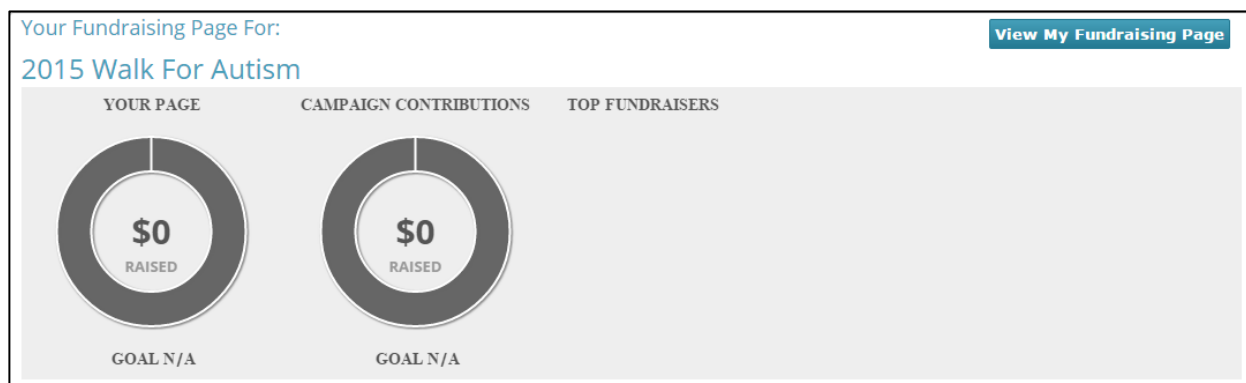 Your Fundraising Page For:
View My Fundraising Page
2015 Walk For Autism
YOUR PAGE
CAMPAIGN CONTRIBUTIONS
TOP FUNDRAISERS
$0
RAISED
$0
RAISED
GOAL N/A
GOAL N/A